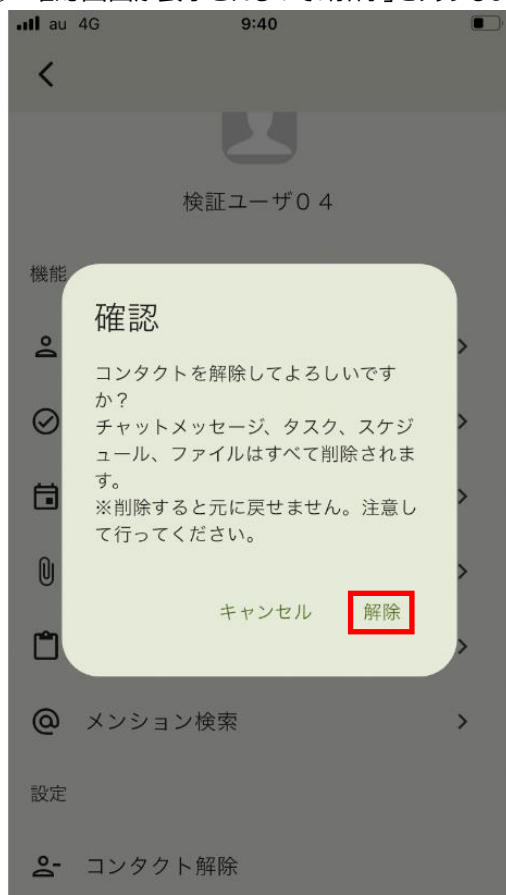 au 4G 9:40
検証ユーザ０４
機能
確認
コンタクトを解除してよろしいです
か？
チャットメッセージ、タスク、スケジ
ュール、ファイルはすべて削除されま
す。
※削除すると元に戻せません。注意し
て行ってください。
キャンセル 解除
メンション検索
設定
コンタクト解除